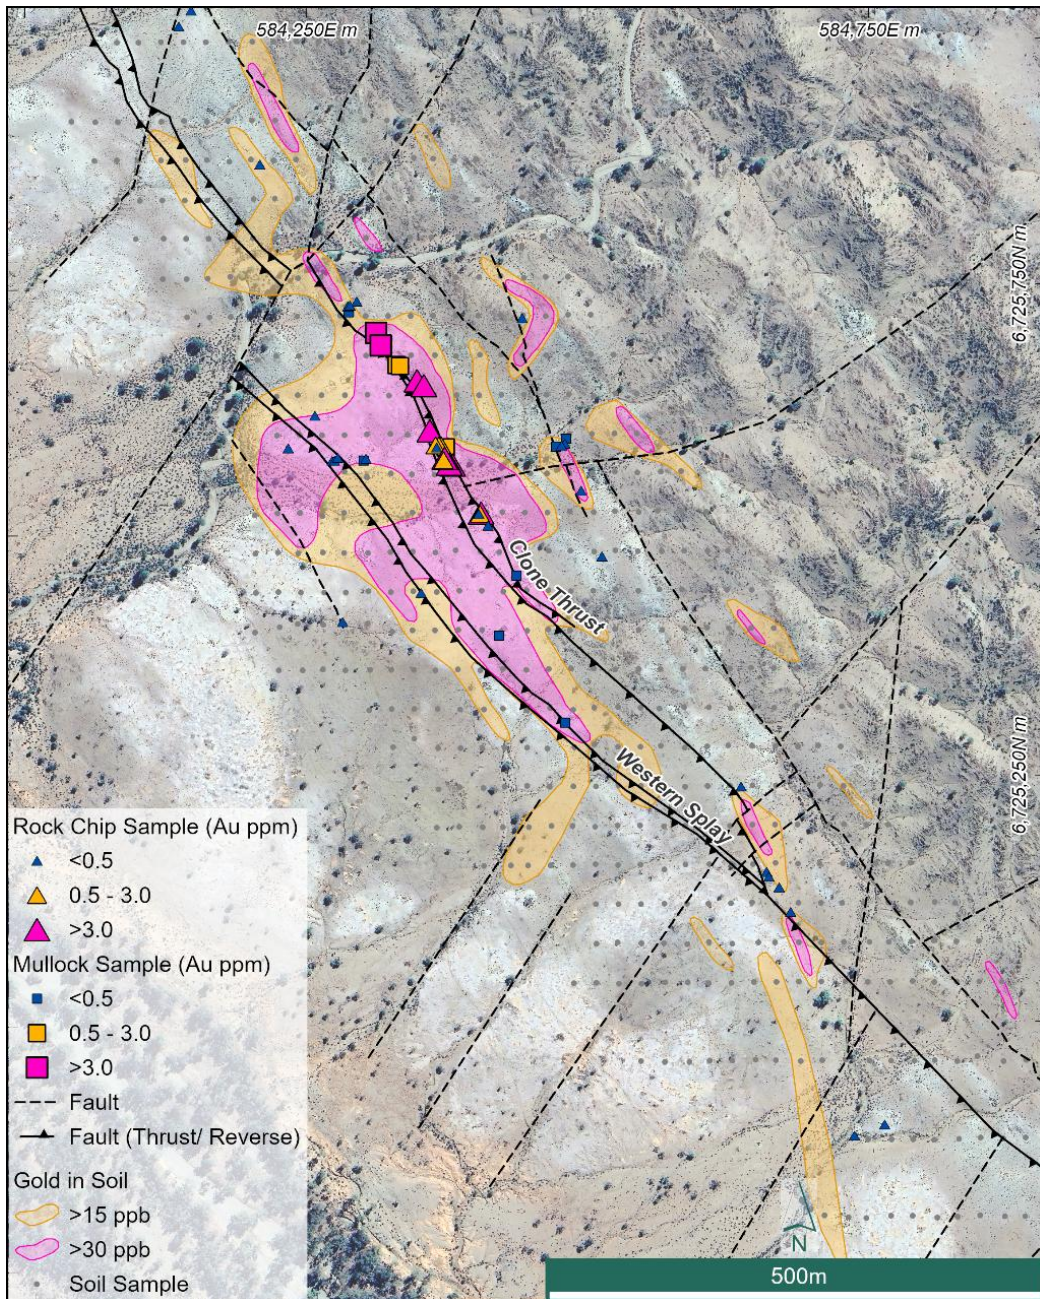 584,250E m
584,750E m
6,725,750N m
Clone Thrust
6,725,250N m
Western Splay
Rock Chip Sample (Au ppm)
<0.5
0.5 - 3.0
>3.0
Mullock Sample (Au ppm)
<0.5
0.5 - 3.0
>3.0
Fault
Fault (Thrust/ Reverse)
Gold in Soil
>15 ppb
>30 ppb
Soil Sample
N
500m